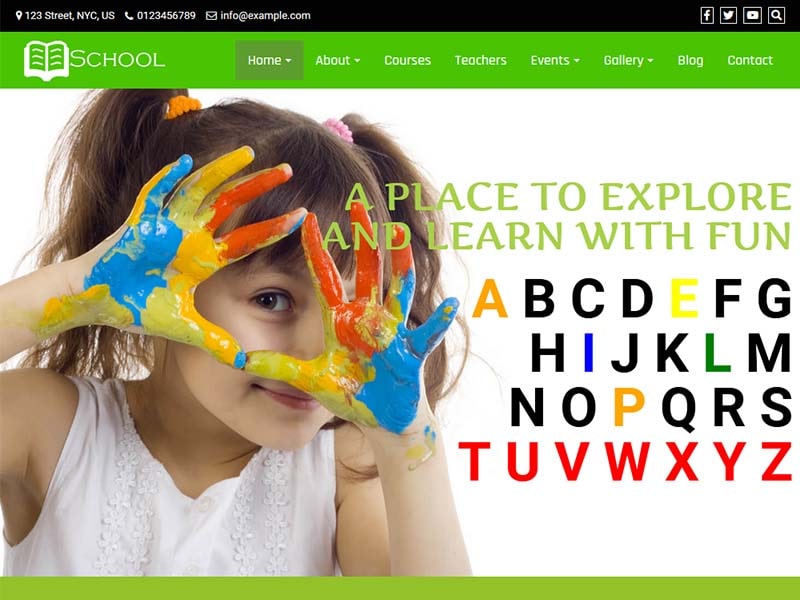 123 Street, NYC, US 0123456789 info@example.com
SCHOOL Home About Courses Teachers Events Gallery Blog Contact
A PLACE TO EXPLORE
AND LEARN WITH FUN
A B C D E F G
H I J K L M
N O P Q R S
T U V W X Y Z